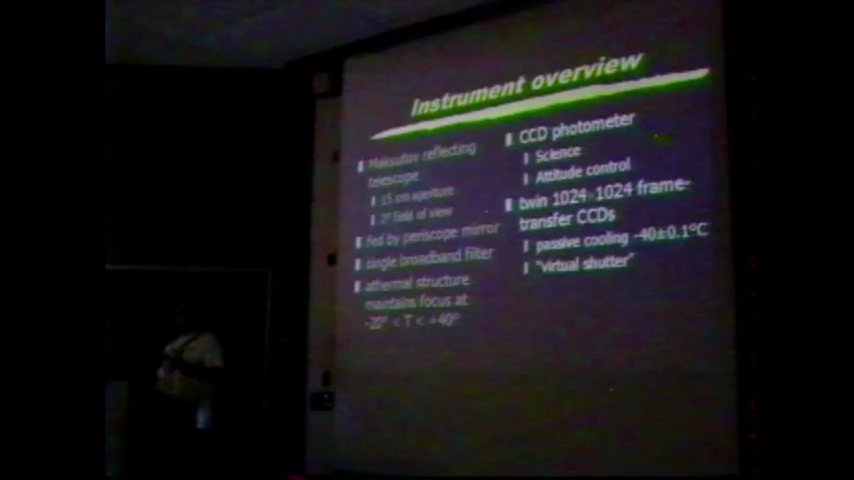 Instrument overview
Maksutov reflecting
telescope
15 cm aperture
2° field of view
fed by periscope mirror
single broadband filter
athermal structure
maintains focus at
-20° < T < +40°
CCD photometer
Science
Attitude control
twin 1024 1024 frame-
transfer CCDs
passive cooling -40±0.1°C
"virtual shutter"